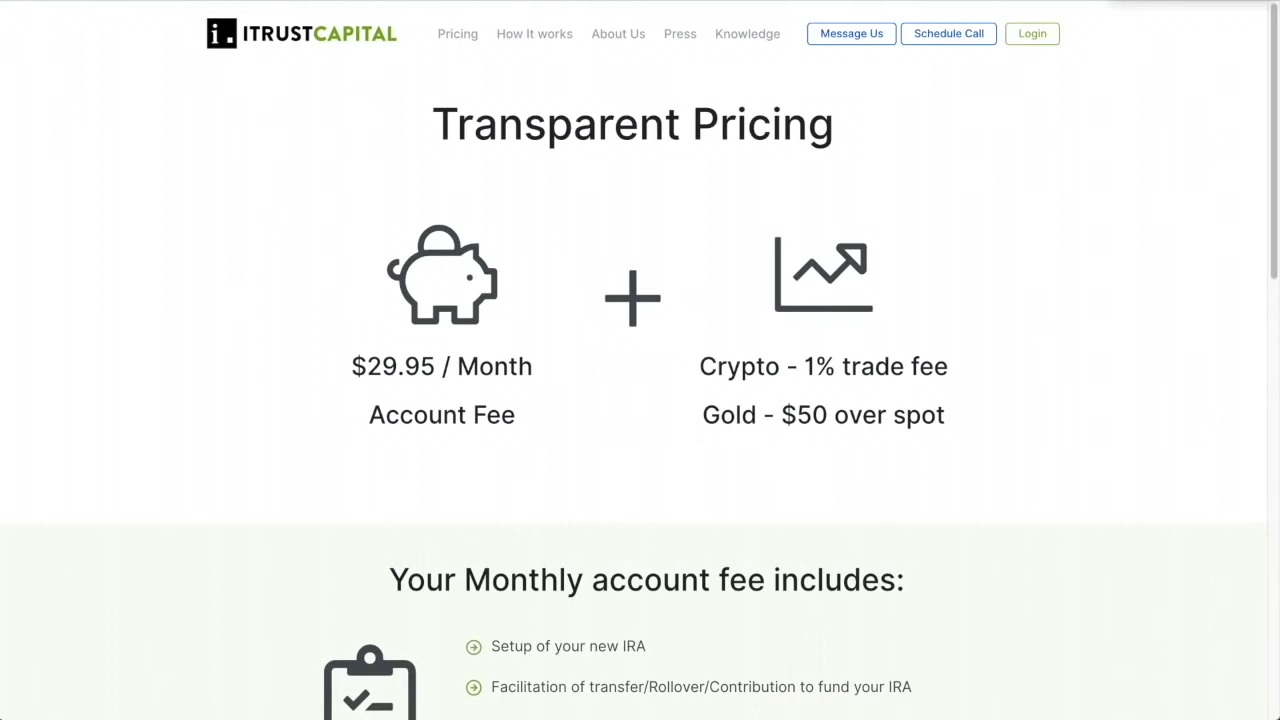 i. ITRUSTCAPITAL Pricing How It works About Us Press Knowledge Message Us Schedule Call Login
Transparent Pricing
$29.95 / Month
Account Fee
Crypto - 1% trade fee
Gold - $50 over spot
Your Monthly account fee includes:
Setup of your new IRA
Facilitation of transfer/Rollover/Contribution to fund your IRA